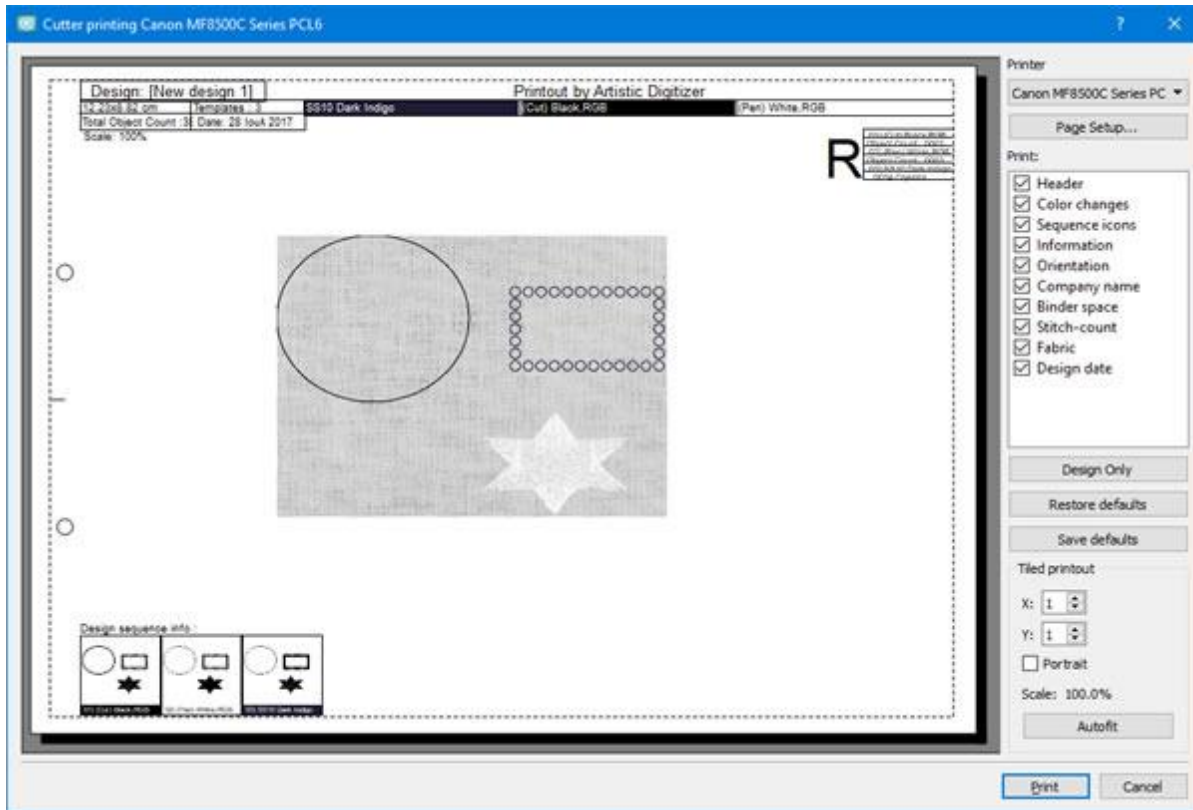 Cutter printing Canon MF8500C Series PCL6
Printer
Canon MF8500C Series PC
Page Setup...
Print:
Header
Color changes
Sequence icons
Information
Orientation
Company name
Binder space
Stitch-count
Fabric
Design date
Design Only
Restore defaults
Save defaults
Tiled printout
X: 1
Y: 1
Portrait
Scale: 100.0%
Autofit
Print Cancel
Design: [New design 1] Printout by Artistic Digitizer
Templates : 3 SS10 Dark Indigo (Cut) Black,RGB (Pen) White,RGB
Total Object Count :3 Date: 28 Ιουλ 2017
Scale: 100%
R
Design sequence info :